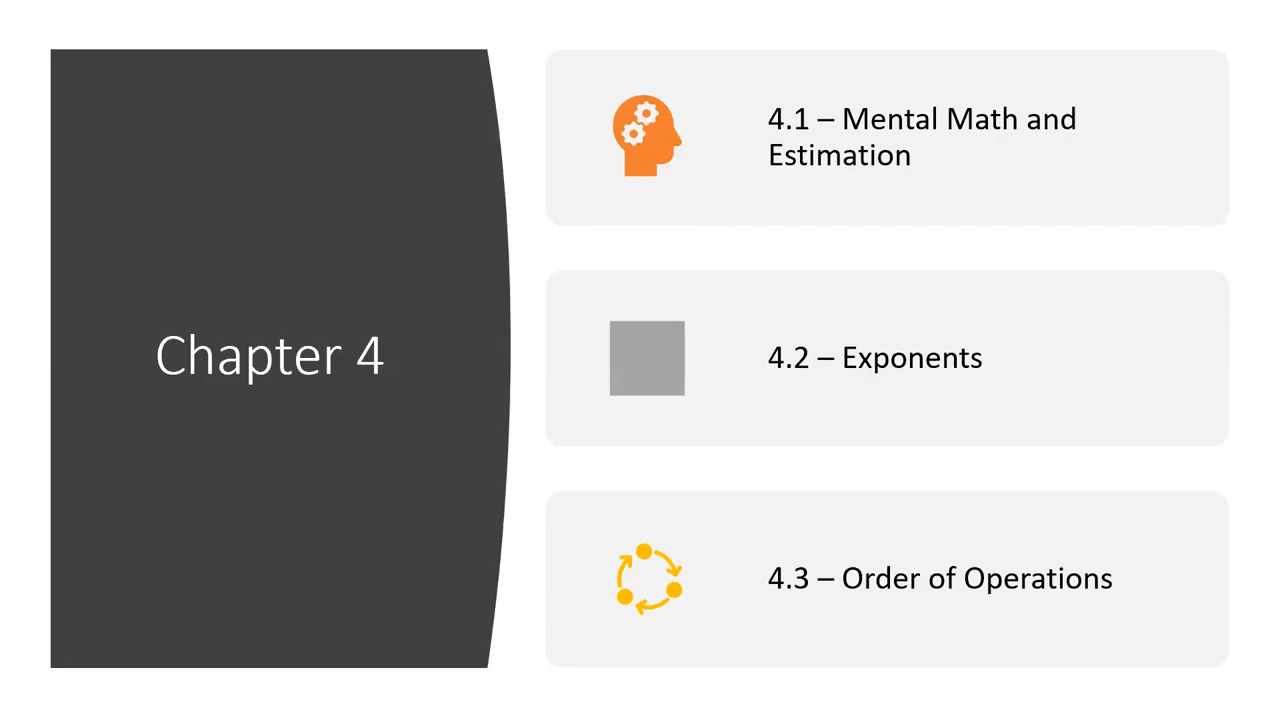 Chapter 4
4.1 – Mental Math and
Estimation
4.2 – Exponents
4.3 – Order of Operations